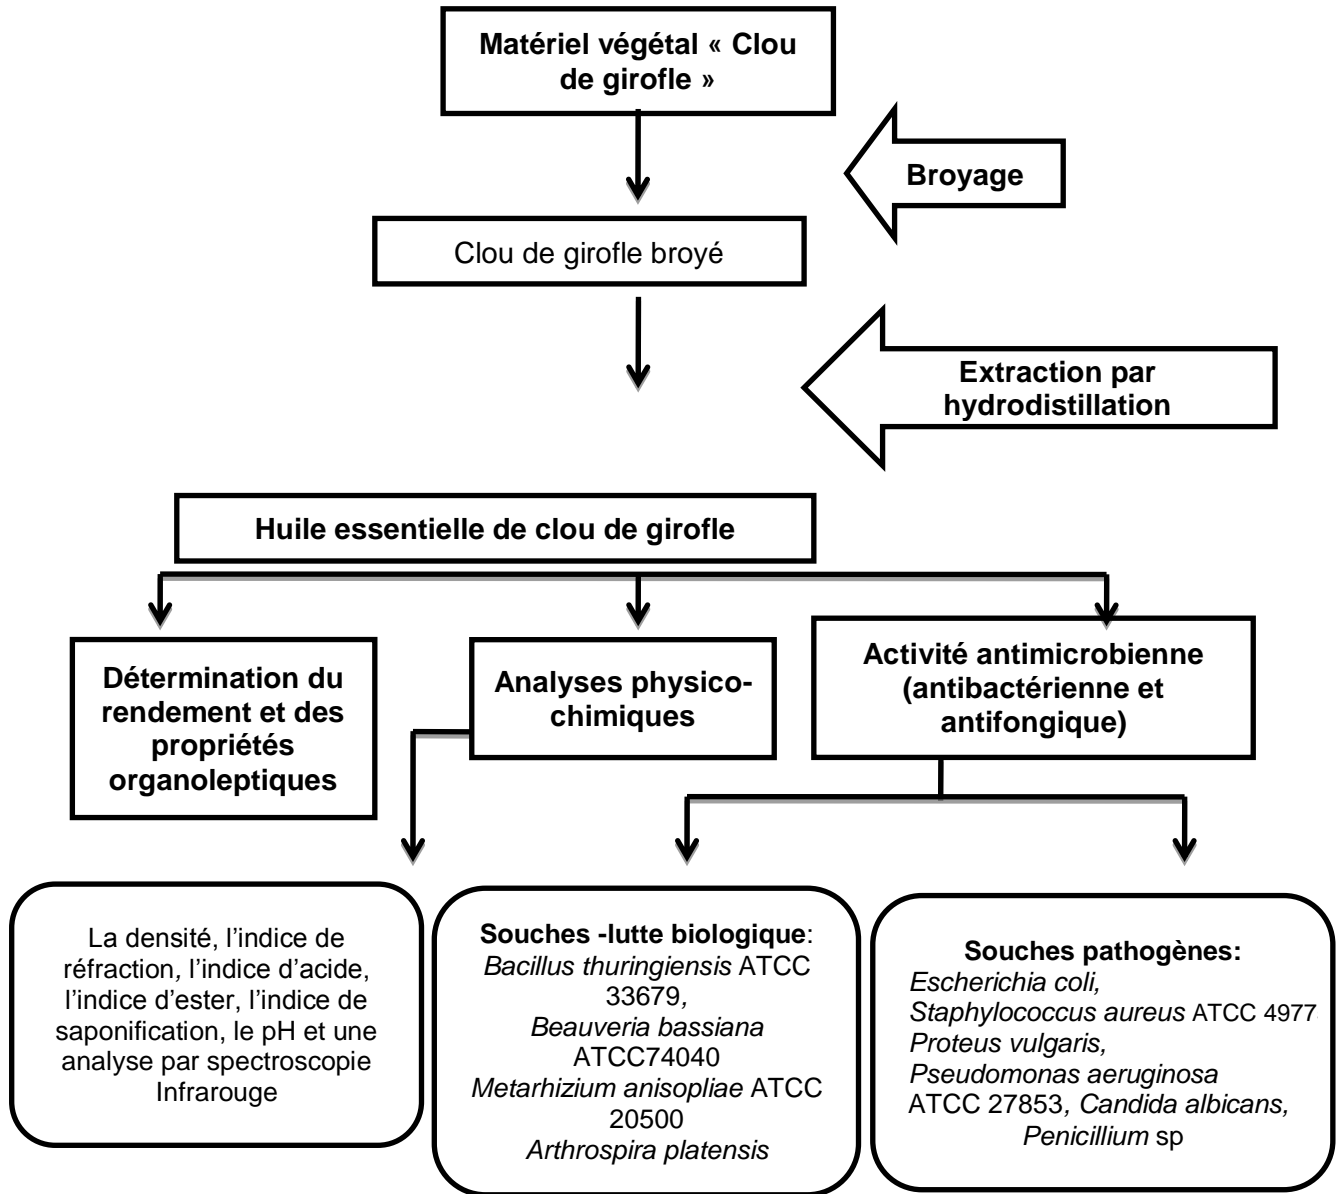 Matériel végétal « Clou
de girofle »
Broyage
Clou de girofle broyé
Extraction par
hydrodistillation
Huile essentielle de clou de girofle
Détermination du
rendement et des
propriétés
organoleptiques
Analyses physico-
chimiques
Activité antimicrobienne
(antibactérienne et
antifongique)
La densité, l’indice de
réfraction, l’indice d’acide,
l’indice d’ester, l’indice de
saponification, le pH et une
analyse par spectroscopie
Infrarouge
Souches -lutte biologique:
Bacillus thuringiensis ATCC
33679,
Beauveria bassiana
ATCC74040
Metarhizium anisopliae ATCC
20500
Arthrospira platensis
Souches pathogènes:
Escherichia coli,
Staphylococcus aureus ATCC 4977
Proteus vulgaris,
Pseudomonas aeruginosa
ATCC 27853, Candida albicans,
Penicillium sp